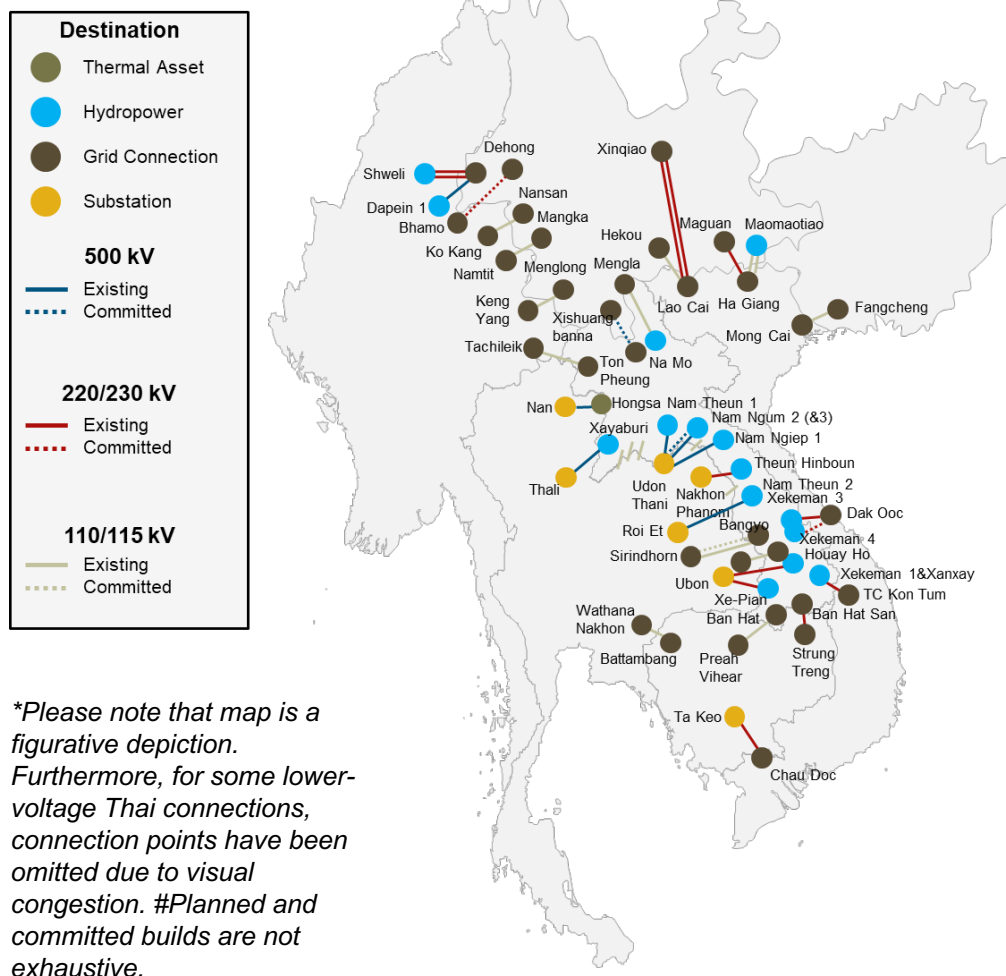 Destination
Thermal Asset
Hydropower
Grid Connection
Substation
500 kV
Existing
Committed
220/230 kV
Existing
Committed
110/115 kV
Existing
Committed
Dehong
Shweli
Dapein 1
Bhamo
Nansan
Mangka
Ko Kang
Namtit
Menglong
Keng
Yang
Xishuang
banna
Tachileik
Ton
Pheung
Xinqiao
Maguan
Maomaotiao
Hekou
Mengla
Lao Cai
Ha Giang
Fangcheng
Mong Cai
Na Mo
Nan
Hongsa
Nam Theun 1
Nam Ngum 2 (&3)
Xayaburi
Nam Ngiep 1
Thali
Udon
Thani
Theun Hinboun
Nakhon
Phanom
Nam Theun 2
Xekeman 3
Roi Et
Bangyo
Dak Ooc
Sirindhorn
Xekeman 4
Houay Ho
Ubon
Xekeman 1&Xanxay
Xe-Pian
TC Kon Tum
Wathana
Nakhon
Ban Hat
Ban Hat San
Battambang
Preah
Vihear
Strung
Treng
Ta Keo
Chau Doc
*Please note that map is a
figurative depiction.
Furthermore, for some lower-
voltage Thai connections,
connection points have been
omitted due to visual
congestion. #Planned and
committed builds are not
exhaustive.